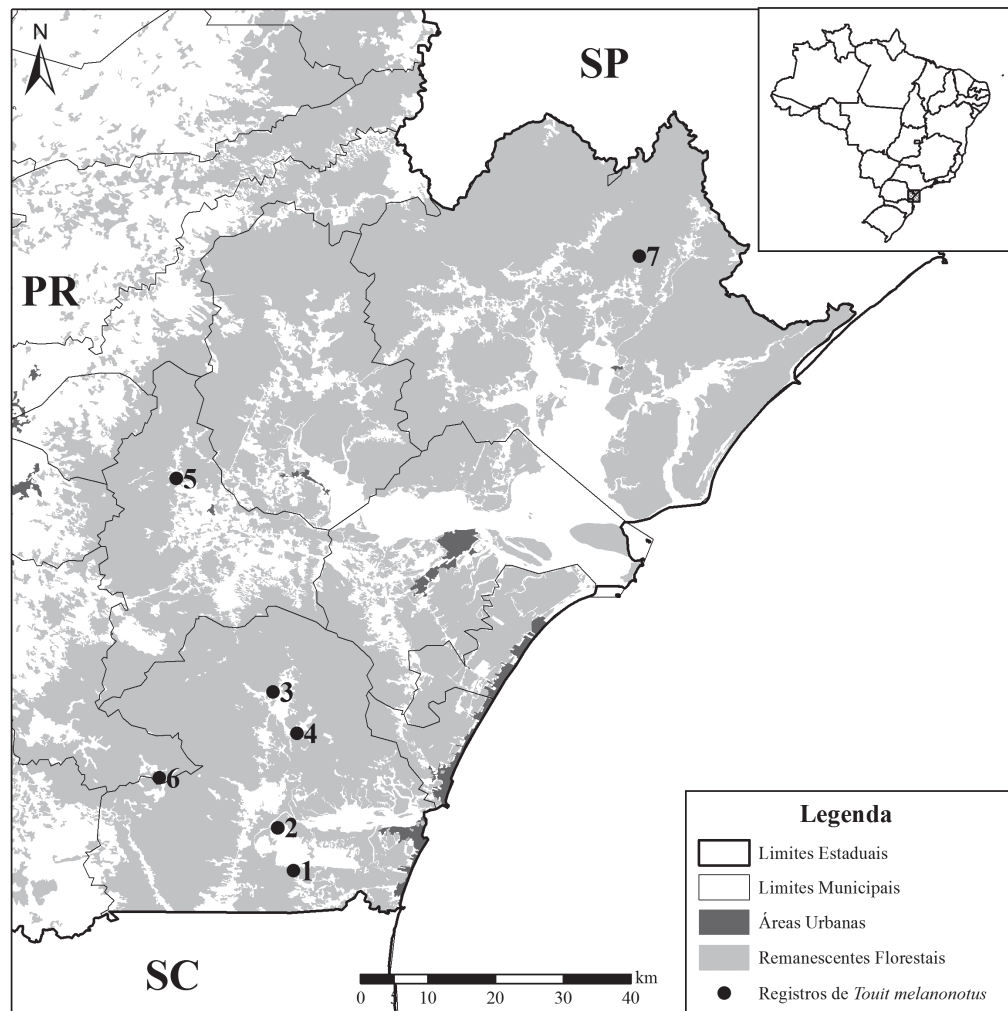 N
SP
PR
7
5
3
4
6
2
1
SC
km
0 5 10 20 30 40
Legenda
Limites Estaduais
Limites Municipais
Áreas Urbanas
Remanescentes Florestais
Registros de Touit melanonotus